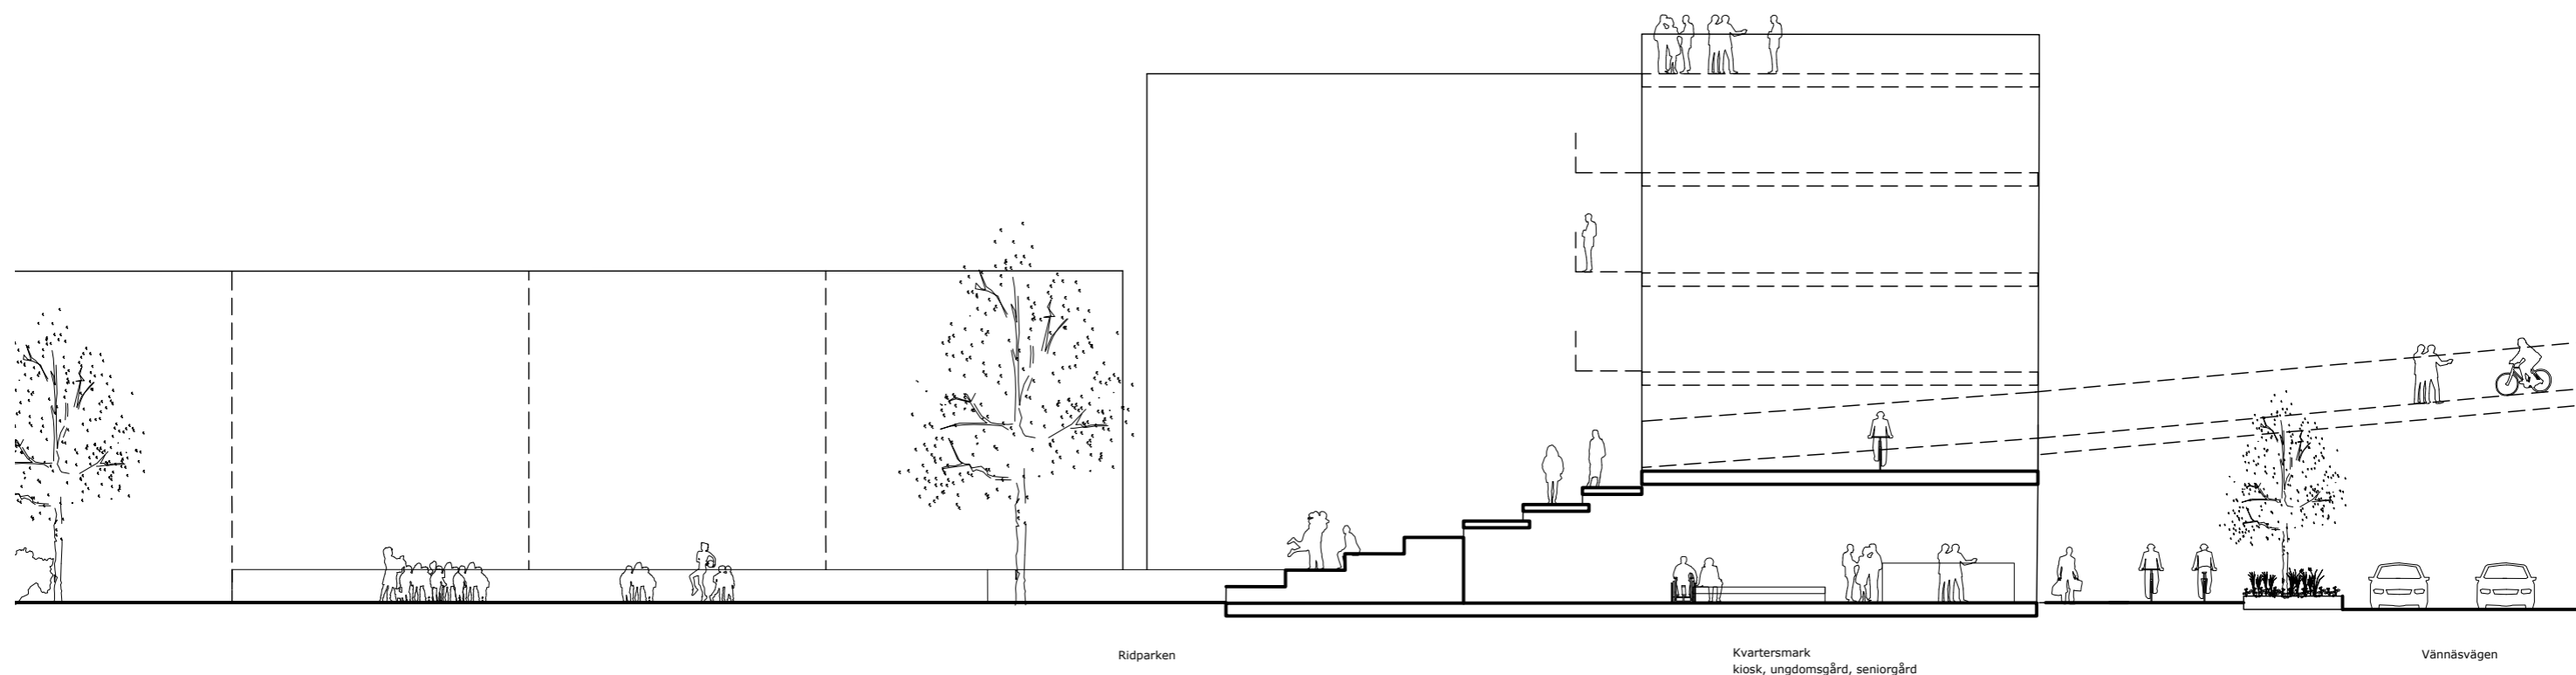 Ridparken
Kvartersmark
kiosk, ungdomsgård, seniorgård
Vännäsvägen